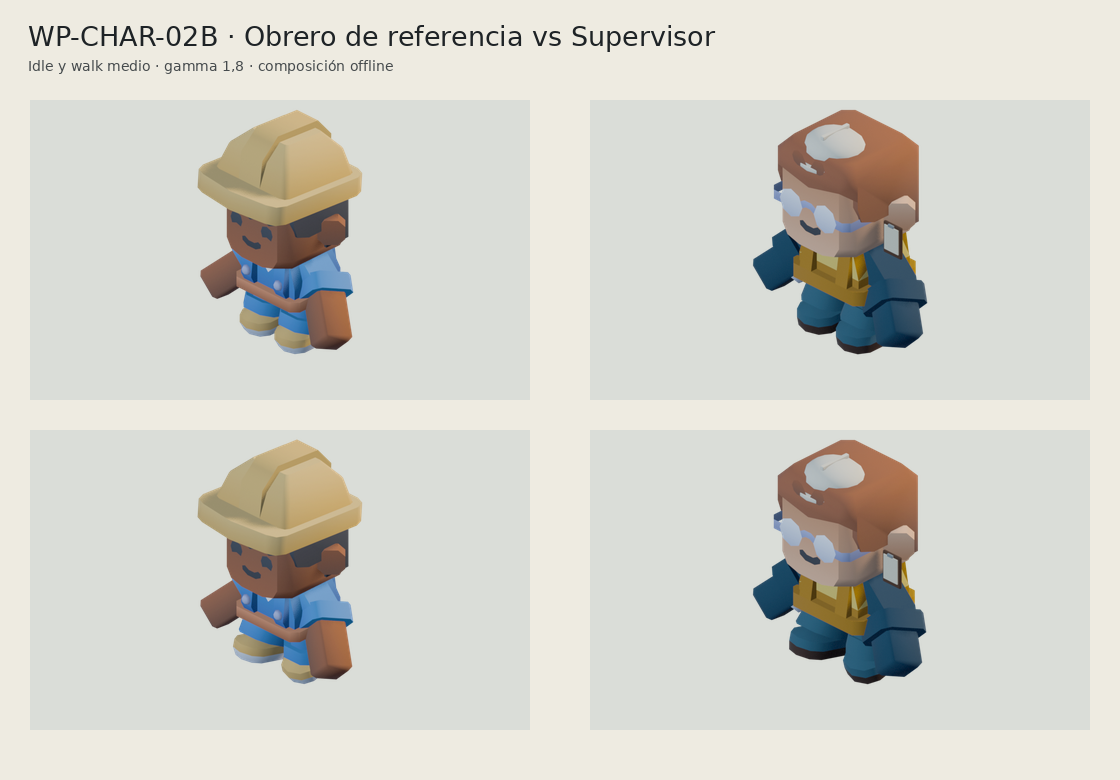 WP-CHAR-02B · Obrero de referencia vs Supervisor
Idle y walk medio · gamma 1,8 · composición offline